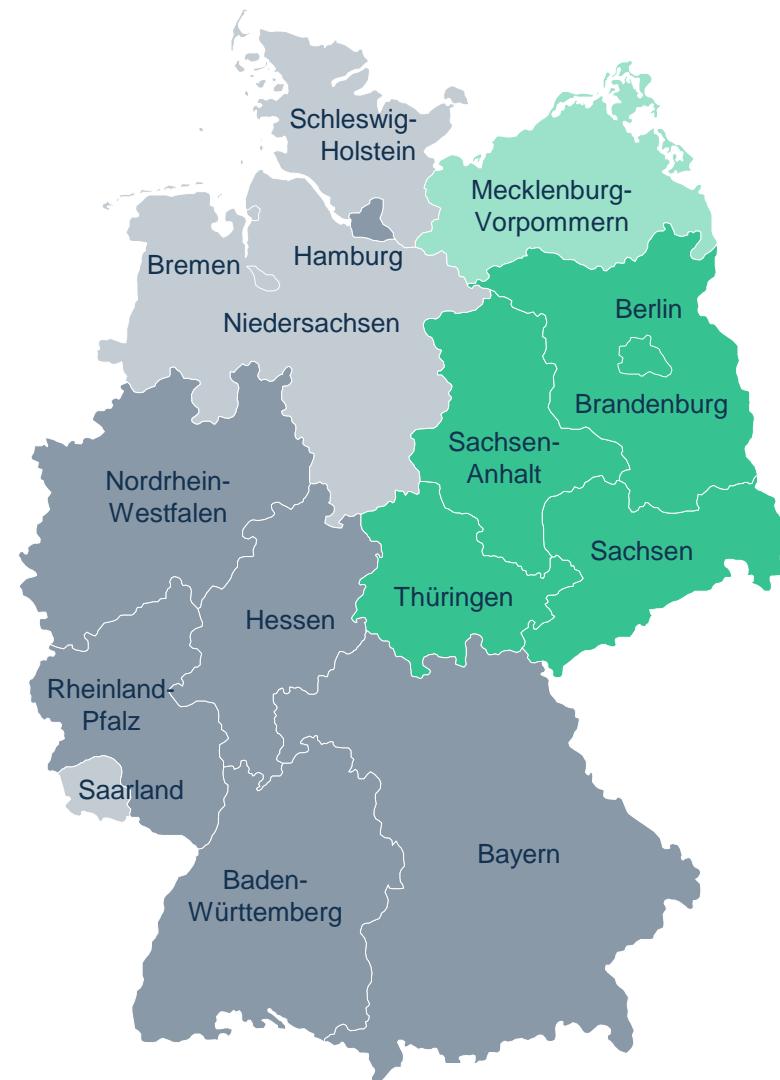 Schleswig-
Holstein
Mecklenburg-
Vorpommern
Hamburg
Bremen
Niedersachsen
Berlin
Brandenburg
Sachsen-
Anhalt
Nordrhein-
Westfalen
Sachsen
Thüringen
Hessen
Rheinland-
Pfalz
Saarland
Bayern
Baden-
Württemberg